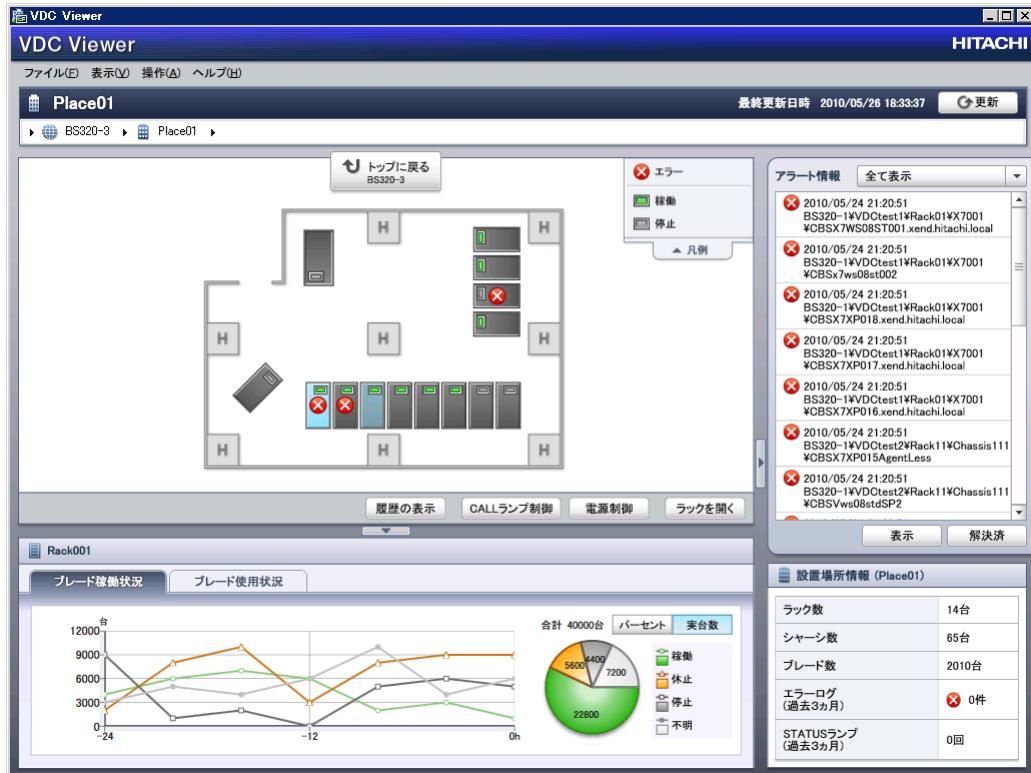 VDC Viewer
VDC Viewer
HITACHI
ファイル(F) 表示(V) 操作(A) ヘルプ(H)
Place01
最終更新日時 2010/05/26 18:33:37
更新
BS320-3 Place01
トップに戻る
BS320-3
エラー
稼働
停止
凡例
H
H
H
H
H
H
H
H
履歴の表示
CALLランプ制御
電源制御
ラックを開く
アラート情報
全て表示
2010/05/24 21:20:51
BS320-1¥VDCtest1¥Rack01¥X7001
¥CBSX7WS08ST001.xend.hitachi.local
2010/05/24 21:20:51
BS320-1¥VDCtest1¥Rack01¥X7001
¥CBSx7ws08st002
2010/05/24 21:20:51
BS320-1¥VDCtest1¥Rack01¥X7001
¥CBSX7XP018.xend.hitachi.local
2010/05/24 21:20:51
BS320-1¥VDCtest1¥Rack01¥X7001
¥CBSX7XP017.xend.hitachi.local
2010/05/24 21:20:51
BS320-1¥VDCtest1¥Rack01¥X7001
¥CBSX7XP016.xend.hitachi.local
2010/05/24 21:20:51
BS320-1¥VDCtest2¥Rack11¥Chassis111
¥CBSX7XP015AgentLess
2010/05/24 21:20:51
BS320-1¥VDCtest2¥Rack11¥Chassis111
¥CBSVws08stdSP2
表示
解決済
Rack001
ブレード稼働状況
ブレード使用状況
台
12000
9000
6000
3000
0
-24
-12
0h
合計 40000台
パーセント
実台数
5600
4400
7200
22800
稼働
休止
停止
不明
設置場所情報 (Place01)
ラック数 14台
シャーシ数 65台
ブレード数 2010台
エラーログ
(過去3ヵ月)
0件
STATUSランプ
(過去3ヵ月)
0回